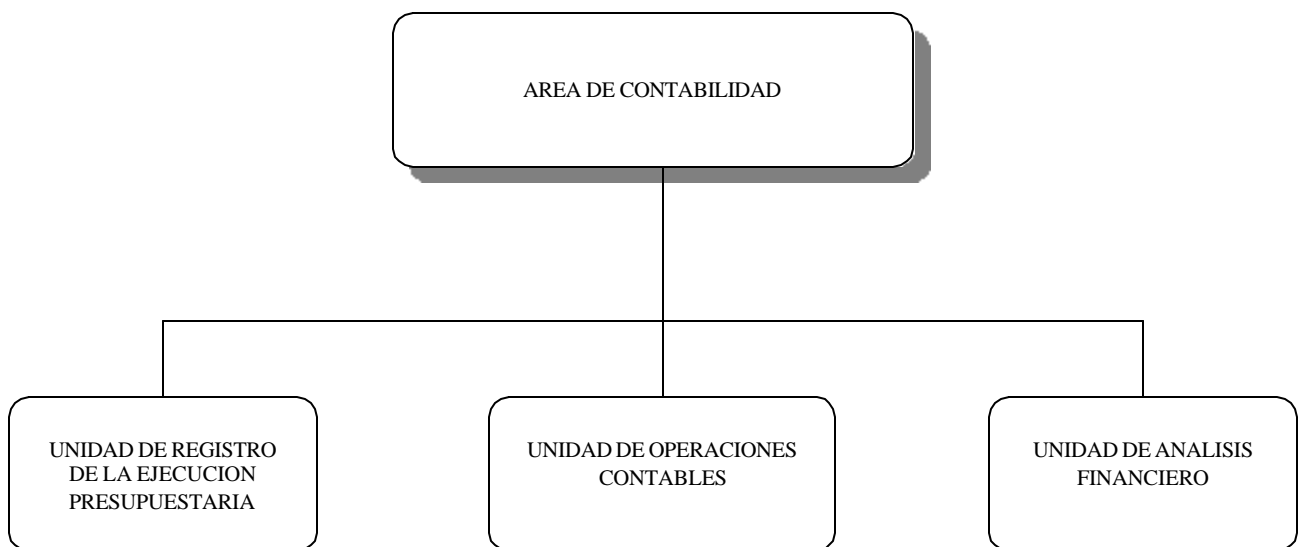 AREA DE CONTABILIDAD
UNIDAD DE REGISTRO
DE LA EJECUCION
PRESUPUESTARIA
UNIDAD DE OPERACIONES
CONTABLES
UNIDAD DE ANALISIS
FINANCIERO